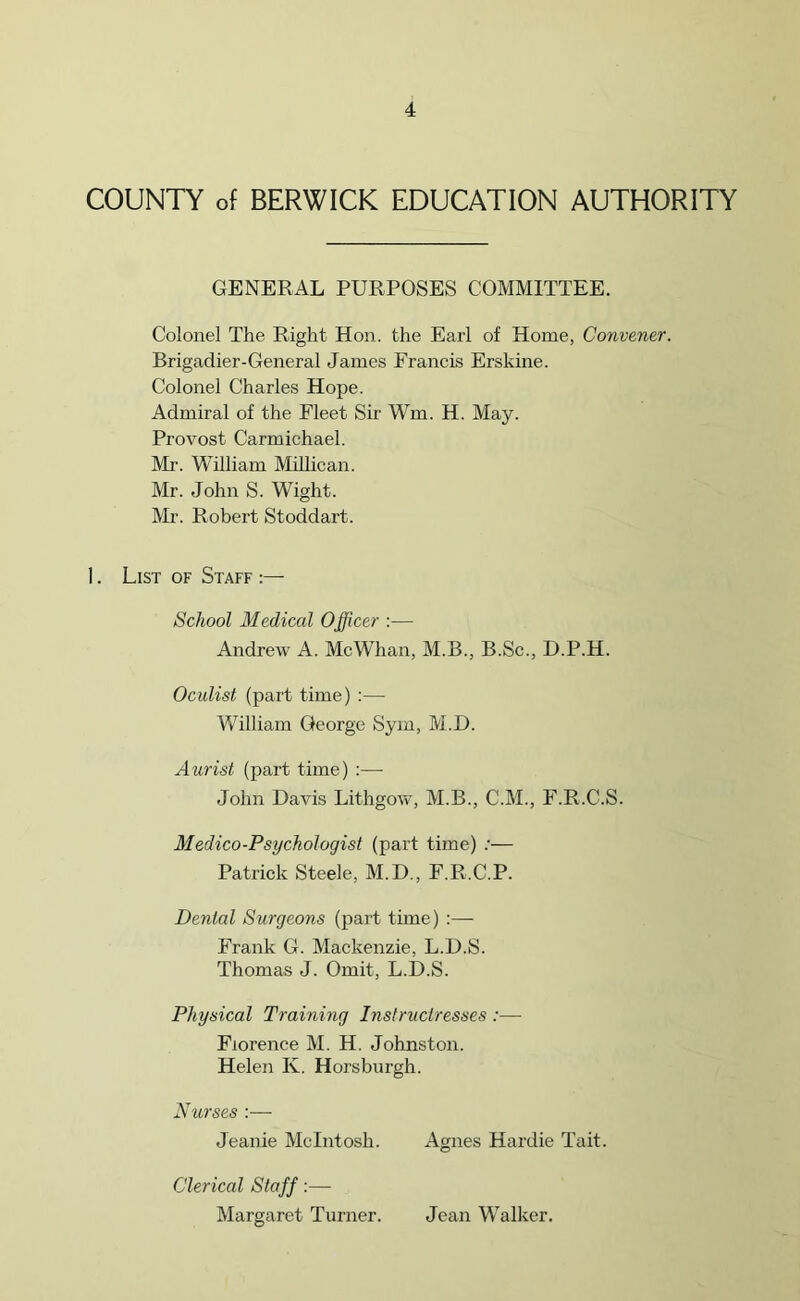 4
COUNTY of BERWICK EDUCATION AUTHORITY
GENERAL PURPOSES COMMITTEE.
Colonel The Right Hon. the Earl of Home, Convener.
Brigadier-General James Francis Erskine.
Colonel Charles Hope.
Admiral of the Fleet Sir Wm. H. May.
Provost Carmichael.
Mr. William Millican.
Mr. John S. Wight.
Mr. Robert Stoddart.
1. LIST OF STAFF :—
School Medical Officer :—
Andrew A. McWhan, M.B., B.Sc., D.P.H.
Oculist (part time) :—
William George Sym, M.D.
Aurist (part time) :—
John Davis Lithgow, M.B., C.M., F.R.C.S.
Medico-Psychologist (part time) :—
Patrick Steele, M.D., F.R.C.P.
Dental Surgeons (part time) :—
Frank G. Mackenzie, L.D.S.
Thomas J. Omit, L.D.S.
Physical Training Instructresses :—
Florence M. H. Johnston.
Helen K. Horsburgh.
Nurses :—
Jeanie McIntosh. Agnes Hardie Tait.
Clerical Staff :—
Margaret Turner. Jean Walker.